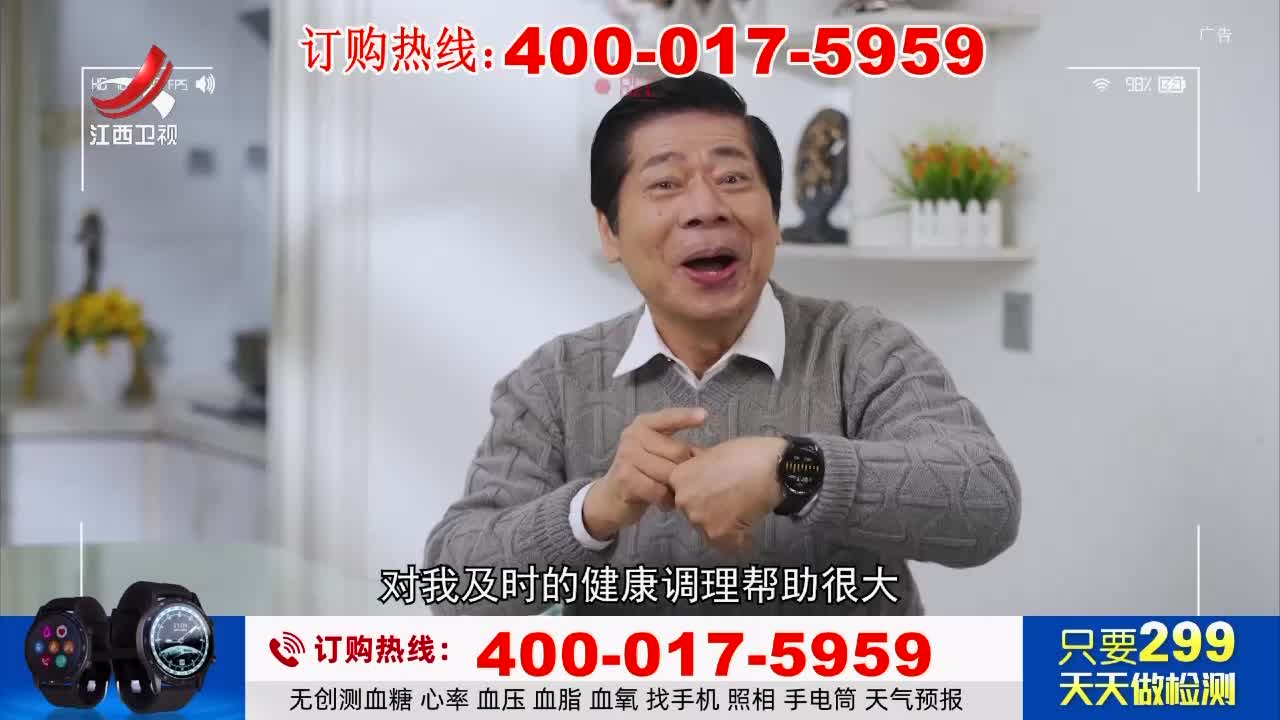 订购热线:400-017-5959
广告
FPS
98%
江西卫视
对我及时的健康调理帮助很大
订购热线: 400-017-5959
只要299
天天做检测
无创测血糖 心率 血压 血脂 血氧 找手机 照相 手电筒 天气预报